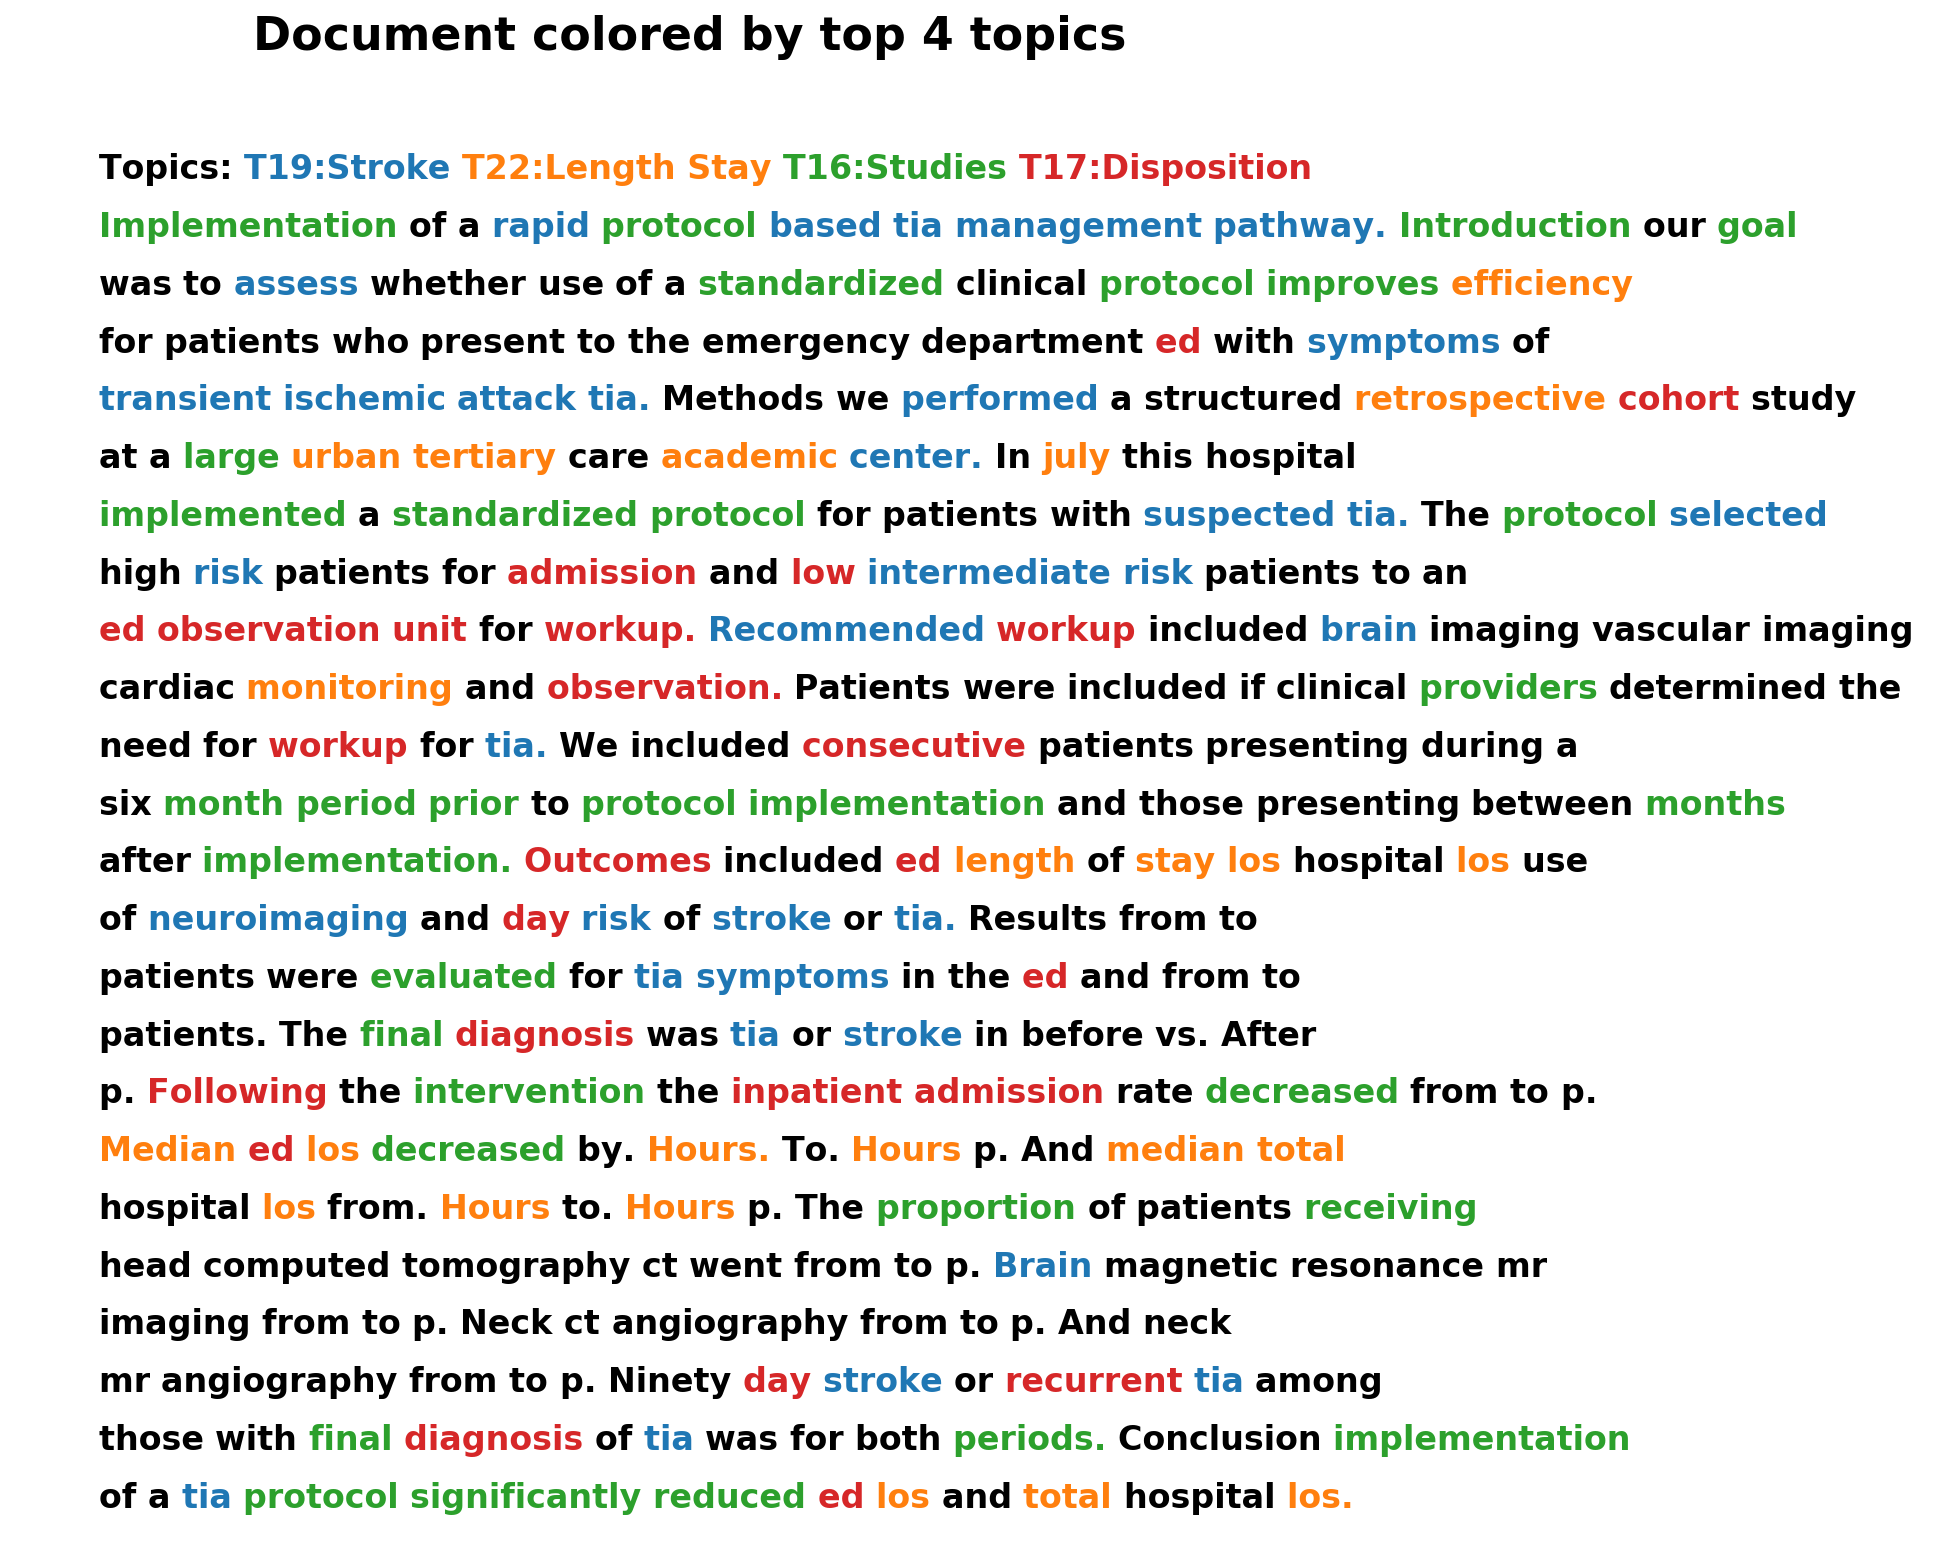 Document colored by top 4 topics
Topics: T19:Stroke T22:Length Stay T16:Studies T17:Disposition
Implementation of a rapid protocol based tia management pathway. Introduction our goal
was to assess whether use of a standardized clinical protocol improves efficiency
for patients who present to the emergency department ed with symptoms of
transient ischemic attack tia. Methods we performed a structured retrospective cohort study
at a large urban tertiary care academic center. In july this hospital
implemented a standardized protocol for patients with suspected tia. The protocol selected
high risk patients for admission and low intermediate risk patients to an
ed observation unit for workup. Recommended workup included brain imaging vascular imaging
cardiac monitoring and observation. Patients were included if clinical providers determined the
need for workup for tia. We included consecutive patients presenting during a
six month period prior to protocol implementation and those presenting between months
after implementation. Outcomes included ed length of stay los hospital los use
of neuroimaging and day risk of stroke or tia. Results from to
patients were evaluated for tia symptoms in the ed and from to
patients. The final diagnosis was tia or stroke in before vs. After
p. Following the intervention the inpatient admission rate decreased from to p.
Median ed los decreased by. Hours. To. Hours p. And median total
hospital los from. Hours to. Hours p. The proportion of patients receiving
head computed tomography ct went from to p. Brain magnetic resonance mr
imaging from to p. Neck ct angiography from to p. And neck
mr angiography from to p. Ninety day stroke or recurrent tia among
those with final diagnosis of tia was for both periods. Conclusion implementation
of a tia protocol significantly reduced ed los and total hospital los.